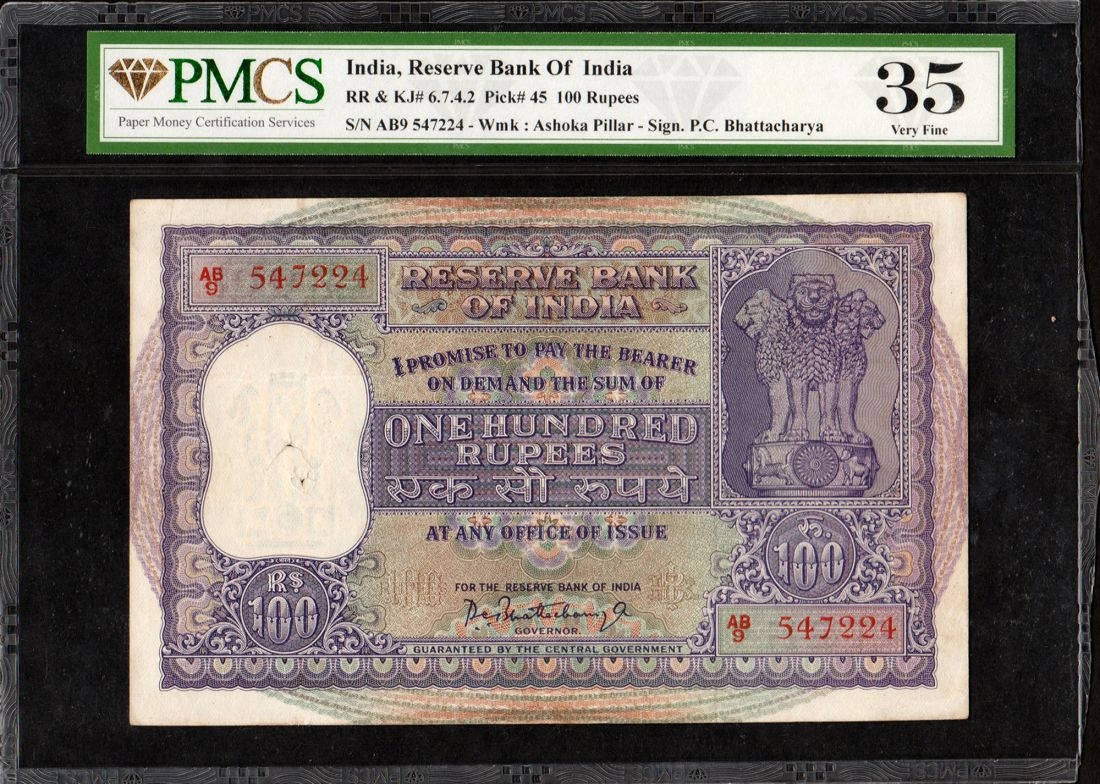 PMCS
Paper Money Certification Services
India, Reserve Bank Of India
RR & KJ# 6.7.4.2 Pick# 45 100 Rupees
S/N AB9 547224 - Wmk : Ashoka Pillar - Sign. P.C. Bhattacharya
35
Very Fine
AB
9 547224
RESERVE BANK
OF INDIA
I PROMISE TO PAY THE BEARER
ON DEMAND THE SUM OF
ONE HUNDRED
RUPEES
एक सौ रुपये
AT ANY OFFICE OF ISSUE
RS
100
रु.
100
FOR THE RESERVE BANK OF INDIA
P.C. Bhattacharya
GOVERNOR.
AB
9 547224
GUARANTEED BY THE CENTRAL GOVERNMENT